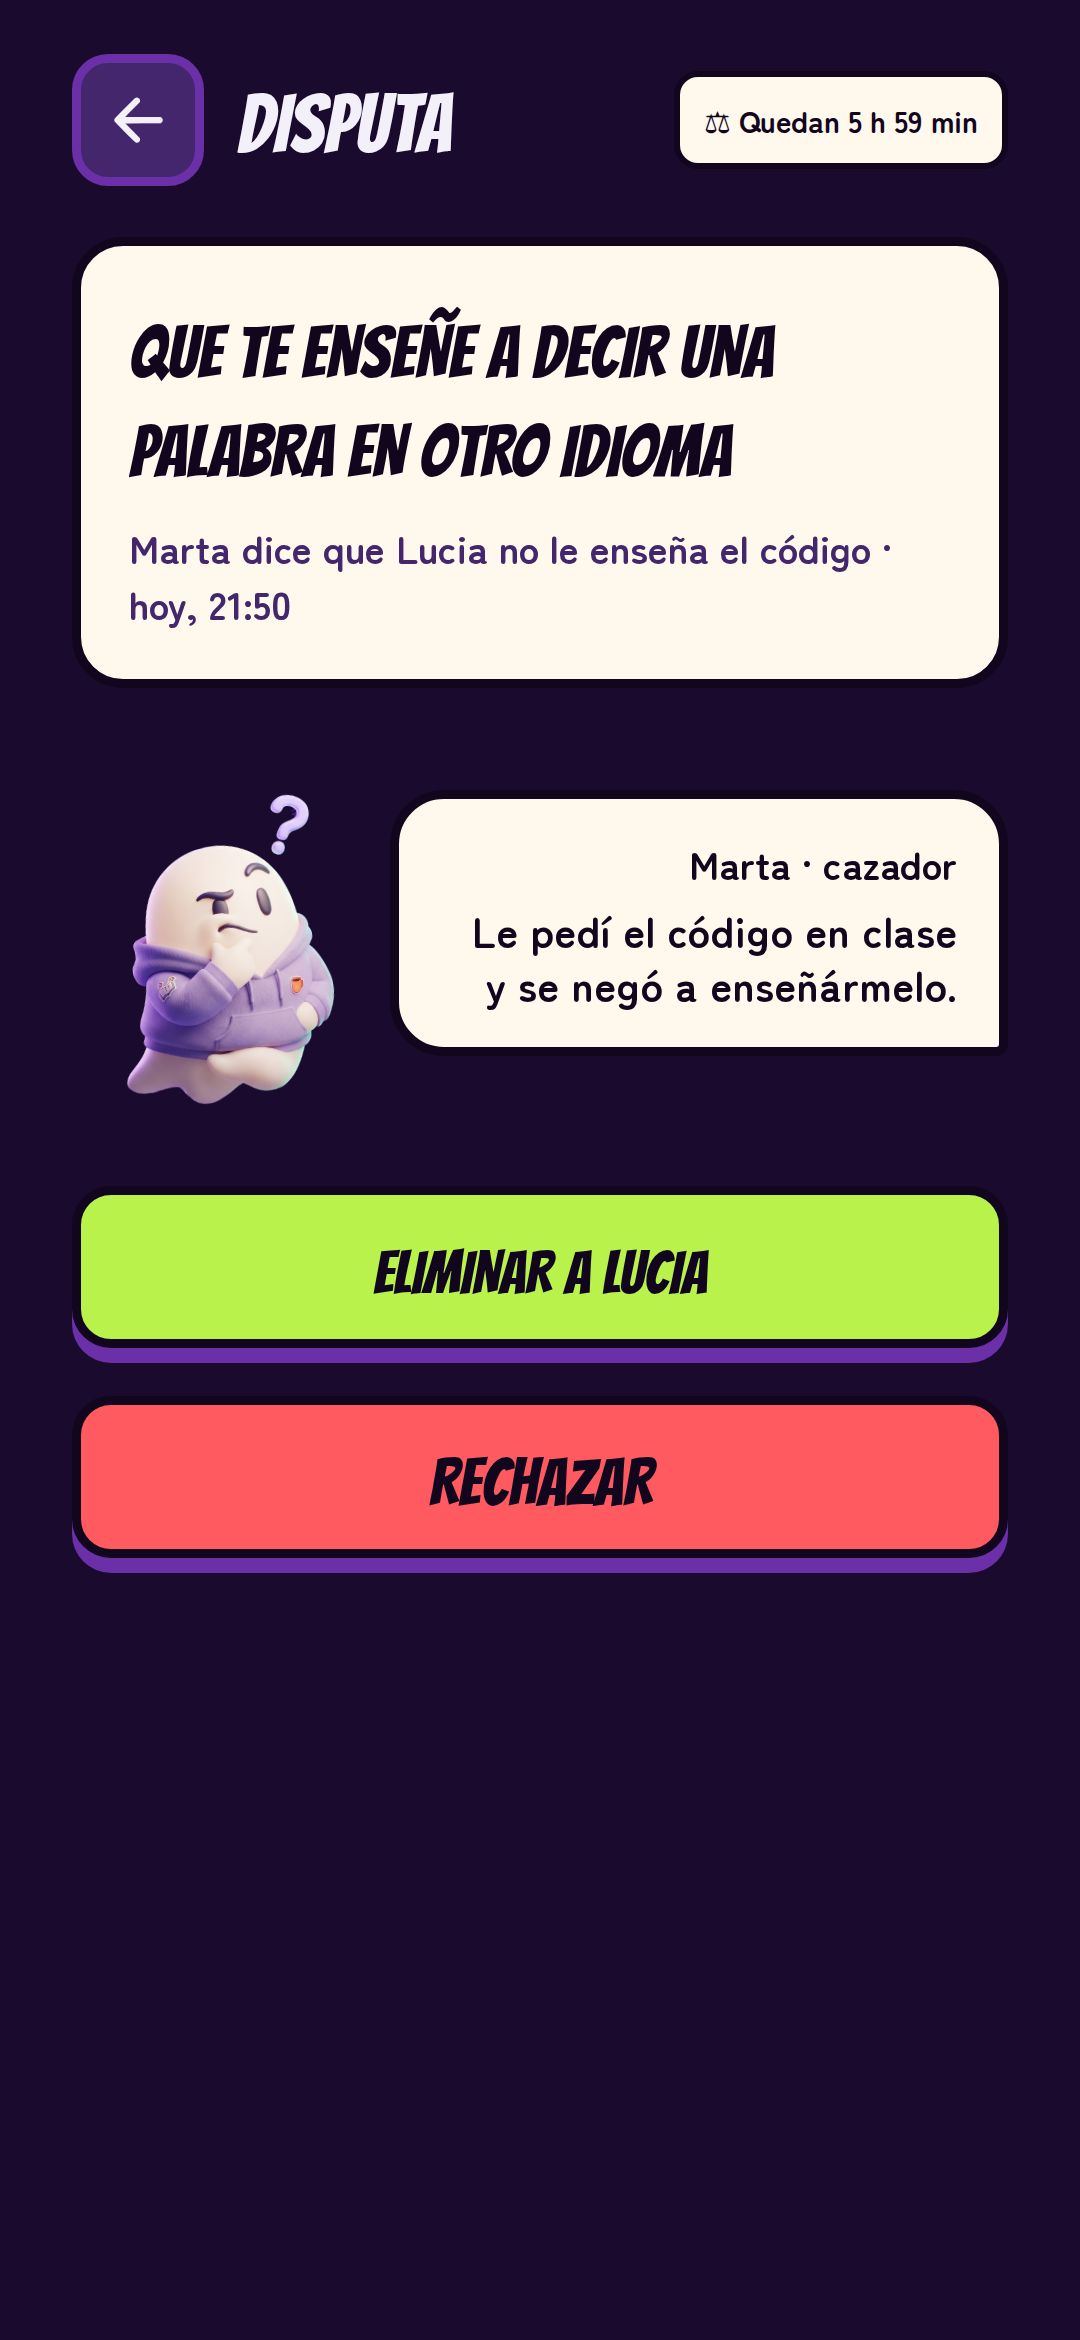 DISPUTA
⚖ Quedan 5 h 59 min
QUE TE ENSEÑE A DECIR UNA
PALABRA EN OTRO IDIOMA
Marta dice que Lucia no le enseña el código ·
hoy, 21:50
?
Marta · cazador
Le pedí el código en clase
y se negó a enseñármelo.
ELIMINAR A LUCIA
RECHAZAR